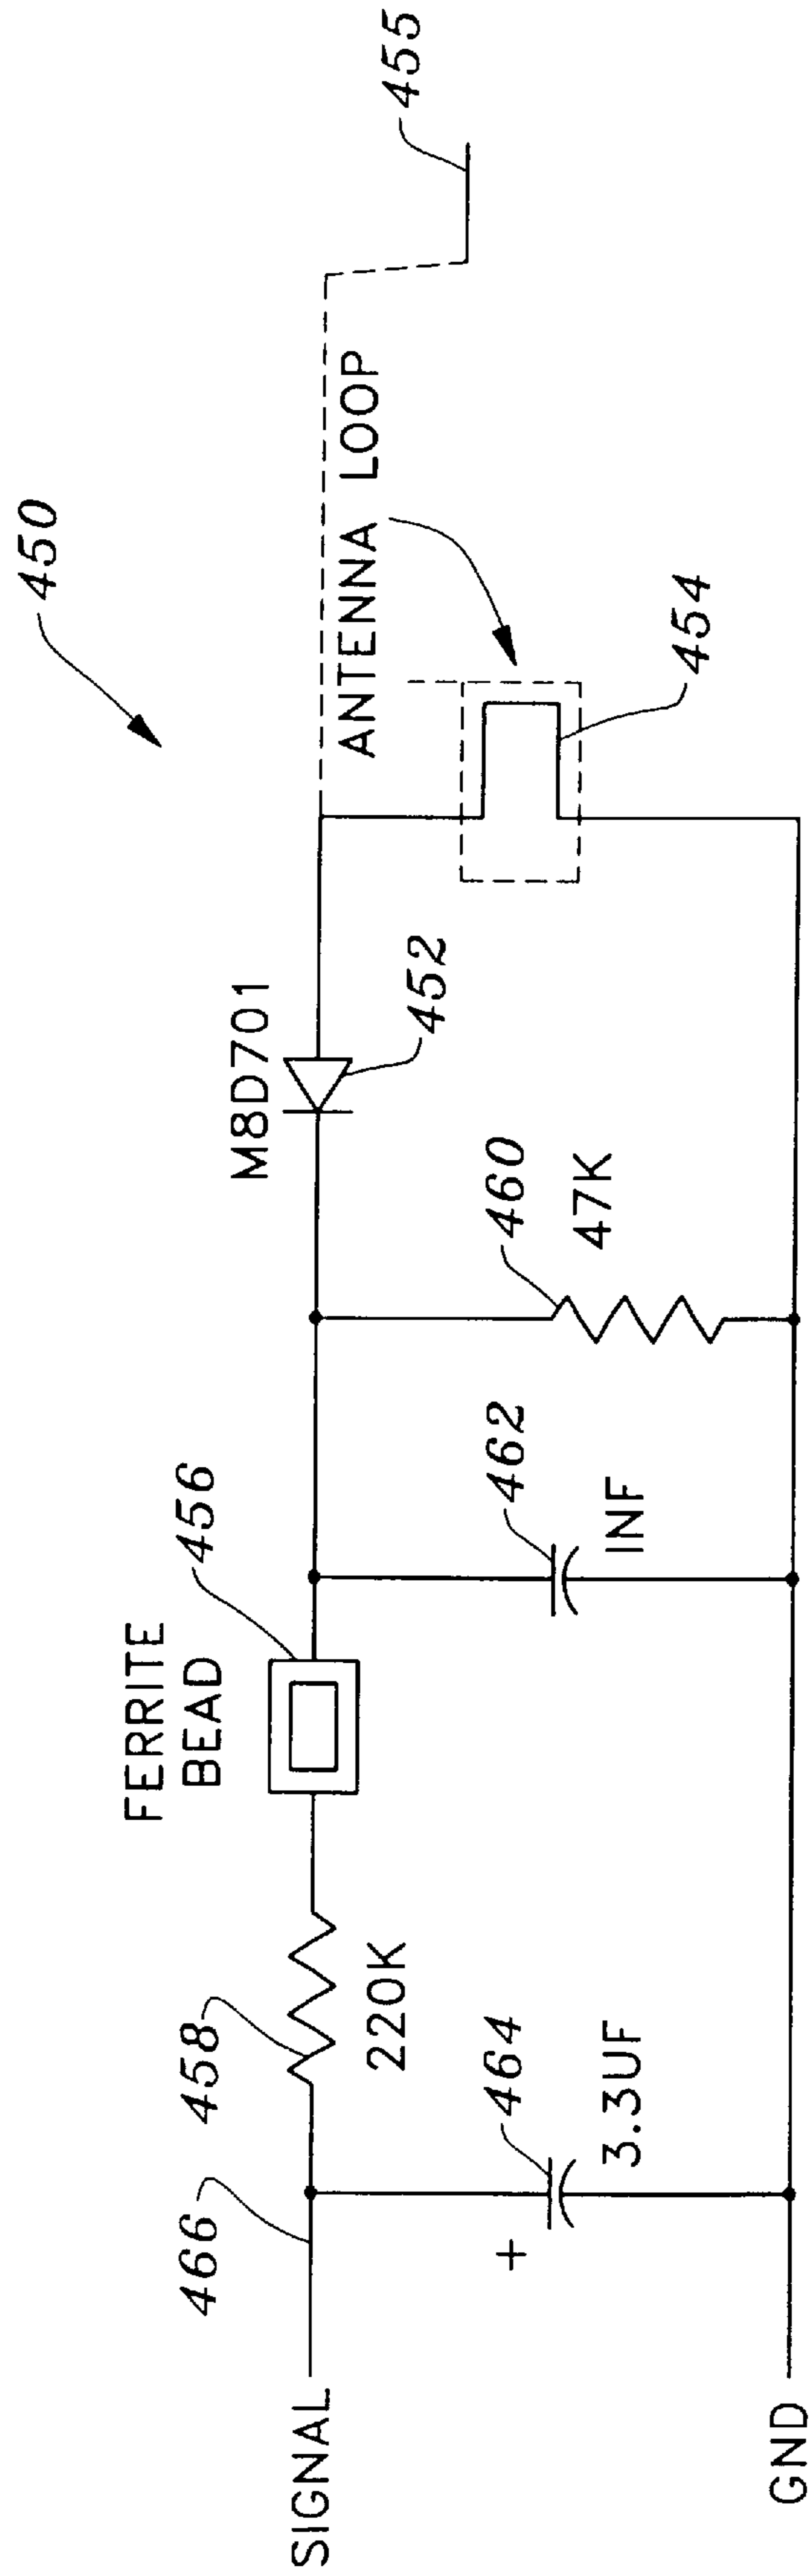 450
455
FERRITE
BEAD
456
M8D701
452
ANTENNA LOOP
454
466
458
220K
464
+
3.3UF
462
INF
460
47K
SIGNAL
GND